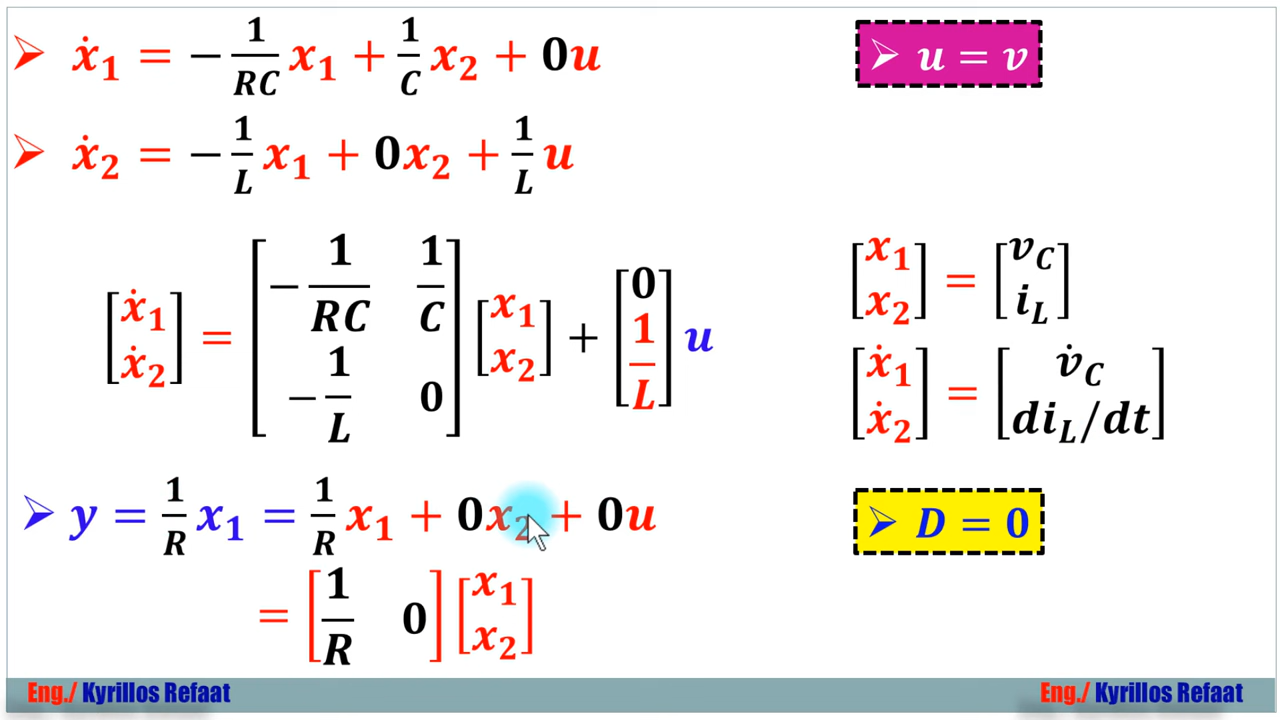 ➢ ẋ₁ = −1/(RC) x₁ + 1/C x₂ + 0u
➢ u = v
➢ ẋ₂ = −1/L x₁ + 0x₂ + 1/L u
[ẋ₁; ẋ₂] = [−1/(RC) 1/C; −1/L 0] [x₁; x₂] + [0; 1/L] u
[x₁; x₂] = [v_C; i_L]
[ẋ₁; ẋ₂] = [v̇_C; di_L/dt]
➢ y = 1/R x₁ = 1/R x₁ + 0x₂ + 0u
➢ D = 0
= [1/R 0] [x₁; x₂]
Eng./ Kyrillos Refaat
Eng./ Kyrillos Refaat